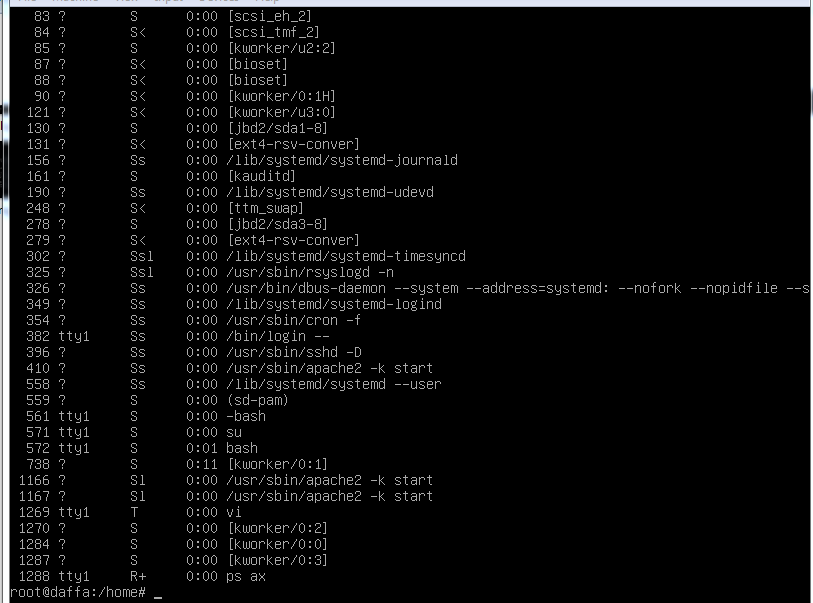 83 ? S 0:00 [scsi_eh_2]
84 ? S< 0:00 [scsi_tmf_2]
85 ? S 0:00 [kworker/u2:2]
87 ? S< 0:00 [bioset]
88 ? S< 0:00 [bioset]
90 ? S< 0:00 [kworker/0:1H]
121 ? S< 0:00 [kworker/u3:0]
130 ? S 0:00 [jbd2/sda1-8]
131 ? S< 0:00 [ext4-rsv-conver]
156 ? Ss 0:00 /lib/systemd/systemd-journald
161 ? S 0:00 [kauditd]
190 ? Ss 0:00 /lib/systemd/systemd-udevd
248 ? S< 0:00 [ttm_swap]
278 ? S 0:00 [jbd2/sda3-8]
279 ? S< 0:00 [ext4-rsv-conver]
302 ? Ssl 0:00 /lib/systemd/systemd-timesyncd
325 ? Ssl 0:00 /usr/sbin/rsyslogd -n
326 ? Ss 0:00 /usr/bin/dbus-daemon --system --address=systemd: --nofork --nopidfile --s
349 ? Ss 0:00 /lib/systemd/systemd-logind
354 ? Ss 0:00 /usr/sbin/cron -f
382 tty1 Ss 0:00 /bin/login --
396 ? Ss 0:00 /usr/sbin/sshd -D
410 ? Ss 0:00 /usr/sbin/apache2 -k start
558 ? Ss 0:00 /lib/systemd/systemd --user
559 ? S 0:00 (sd-pam)
561 tty1 S 0:00 -bash
571 tty1 S 0:00 su
572 tty1 S 0:01 bash
738 ? S 0:11 [kworker/0:1]
1166 ? Sl 0:00 /usr/sbin/apache2 -k start
1167 ? Sl 0:00 /usr/sbin/apache2 -k start
1269 tty1 T 0:00 vi
1270 ? S 0:00 [kworker/0:2]
1284 ? S 0:00 [kworker/0:0]
1287 ? S 0:00 [kworker/0:3]
1288 tty1 R+ 0:00 ps ax
root@daffa:/home# _